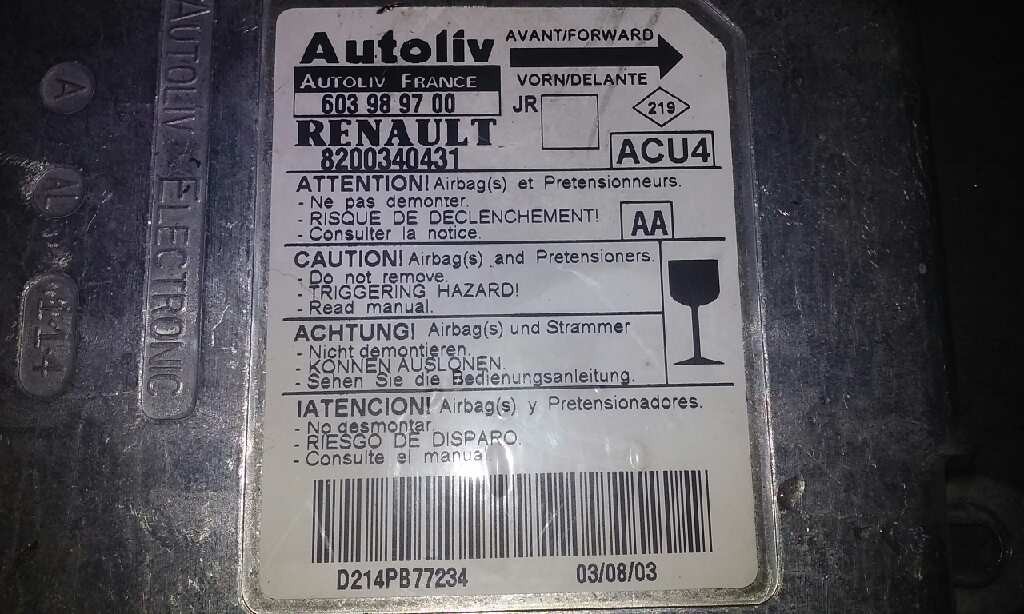 Autoliv
AVANT/FORWARD
AUTOLIV FRANCE
VORN/DELANTE
603 98 97 00
JR
219
RENAULT
ACU4
8200340431
ATTENTION! Airbag(s) et Pretensionneurs.
- Ne pas demonter.
- RISQUE DE DECLENCHEMENT!
- Consulter la notice.
AA
CAUTION! Airbag(s) and Pretensioners.
- Do not remove
- TRIGGERING HAZARD!
- Read manual.
ACHTUNG! Airbag(s) und Strammer
- Nicht demontieren.
- KONNEN AUSLONEN.
- Sehen Sie die Bedienungsanleitung.
!ATENCION! Airbag(s) y Pretensionadores.
- No desmontar
- RIESGO DE DISPARO.
- Consulte el manual
D214PB77234
03/08/03
AUTOLIV ELECTRONIC
A
AL